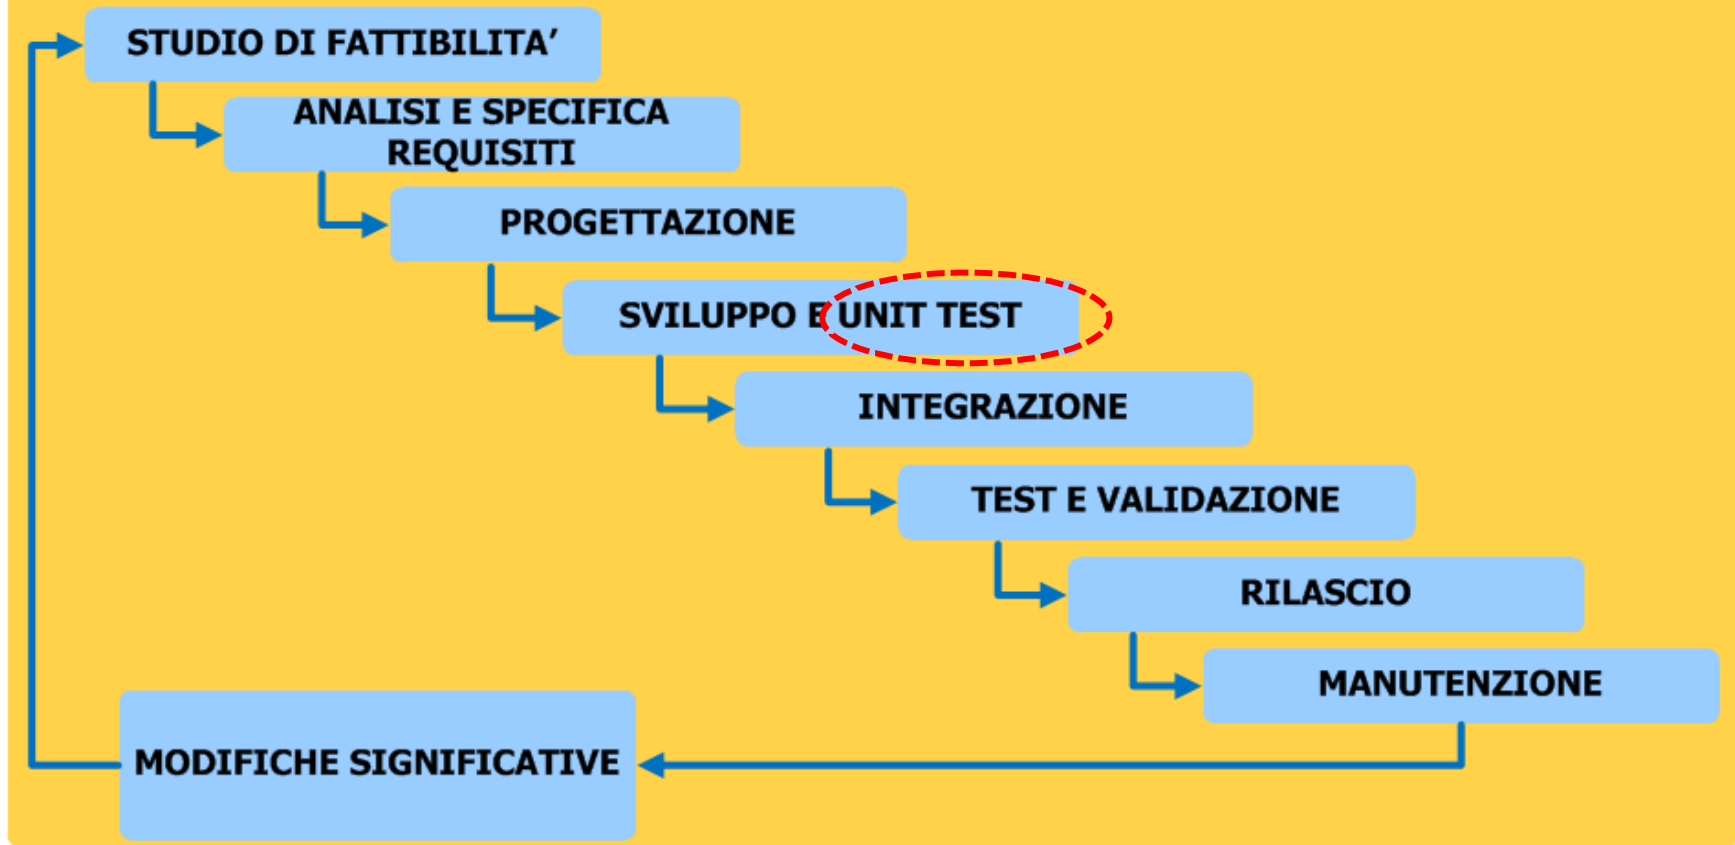 STUDIO DI FATTIBILITA’
ANALISI E SPECIFICA
REQUISITI
PROGETTAZIONE
SVILUPPO E UNIT TEST
INTEGRAZIONE
TEST E VALIDAZIONE
RILASCIO
MANUTENZIONE
MODIFICHE SIGNIFICATIVE